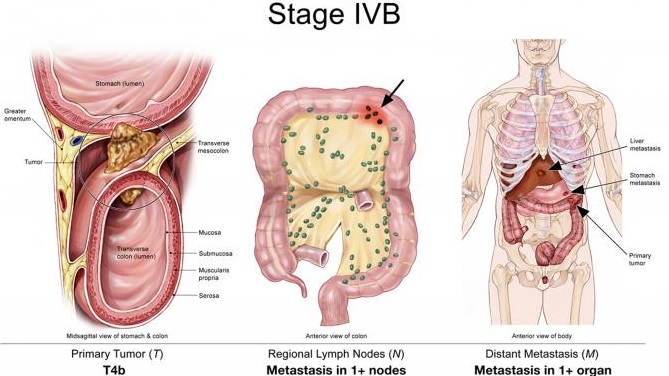 Stage IVB
Stomach (lumen)
Greater
omentum
Tumor
Transverse
mesocolon
Transverse
colon (lumen)
Mucosa
Submucosa
Muscularis
propria
Serosa
Midsagittal view of stomach & colon
Primary Tumor (T)
T4b
Anterior view of colon
Regional Lymph Nodes (N)
Metastasis in 1+ nodes
Liver
metastasis
Stomach
metastasis
Primary
tumor
Anterior view of body
Distant Metastasis (M)
Metastasis in 1+ organ